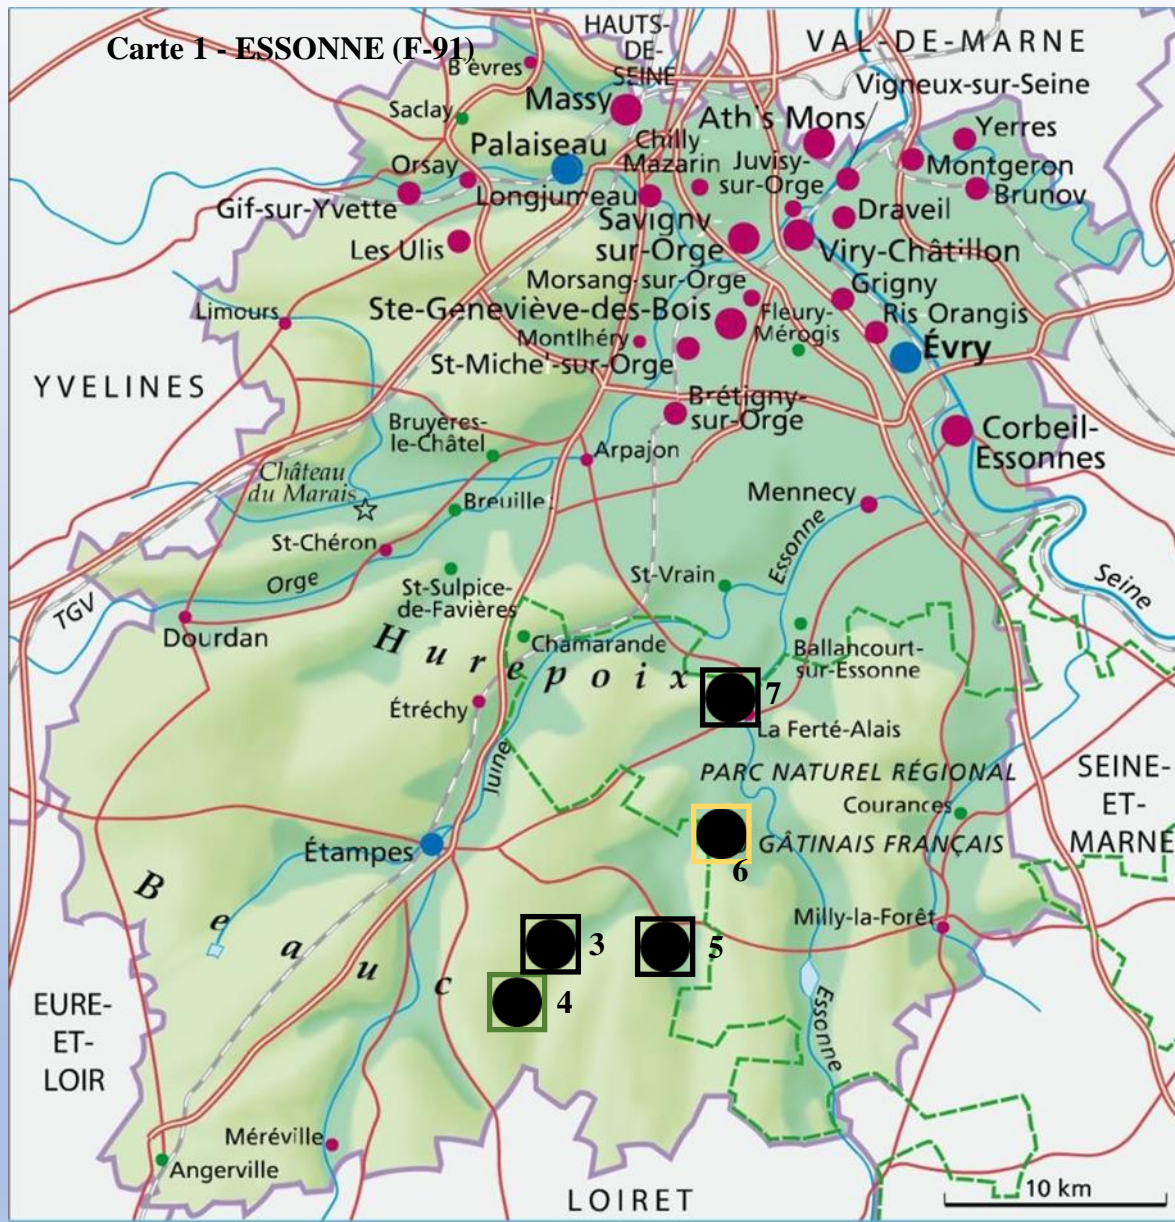 Carte 1 - ESSONNE (F-91)
HAUTS-
DE-
SEINE
VAL-DE-MARNE
Bièvres
Vigneux-sur-Seine
Massy
Saclay
Ath's Mons
Yerres
Palaiseau
Chilly
Mazarin
Juvisy-
sur-Orge
Montgeron
Orsay
Longjumeau
Brunov
Gif-sur-Yvette
Savigny
sur-Orge
Draveil
Les Ulis
Viry-Châtillon
Morsang-sur-Orge
Grigny
Limours
Ste-Geneviève-des-Bois
Fleury-
Mérogis
Ris Orangis
Montlhéry
Évry
St-Miche'-sur-Orge
YVELINES
Brétigny-
sur-Orge
Bruyères-
le-Châtel
Corbeil-
Essonnes
Arpajon
Château
du Marais
Mennecy
Breuille
Essonne
St-Chéron
Orge
St-Vrain
Seine
St-Sulpice-
de-Favières
TGV
Dourdan
Chamarande
Ballancourt-
sur-Essonne
Hurepoix
7
Étréchy
La Ferté-Alais
Juine
PARC NATUREL RÉGIONAL
GÂTINAIS FRANÇAIS
SEINE-
ET-
MARNE
Courances
Étampes
6
Beauc
Milly-la-Forêt
3
5
4
Essonne
EURE-
ET-
LOIR
Méréville
Angerville
LOIRET
10 km